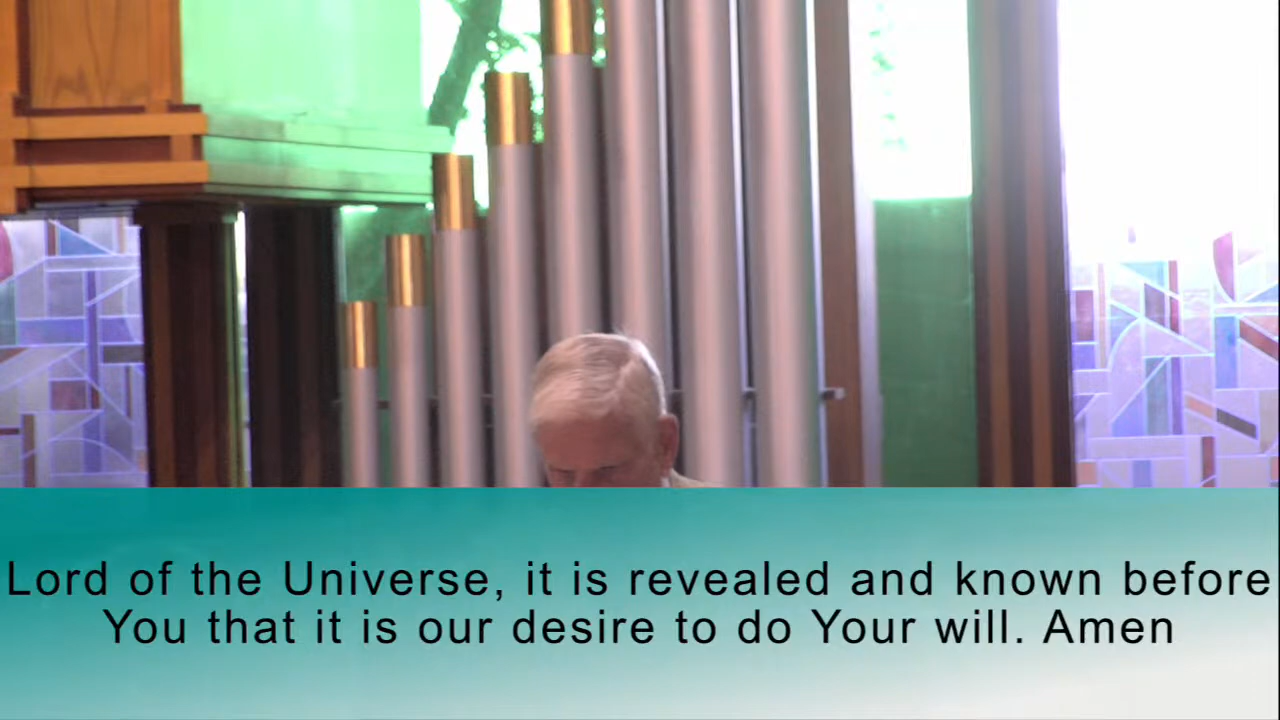 Lord of the Universe, it is revealed and known before
You that it is our desire to do Your will. Amen